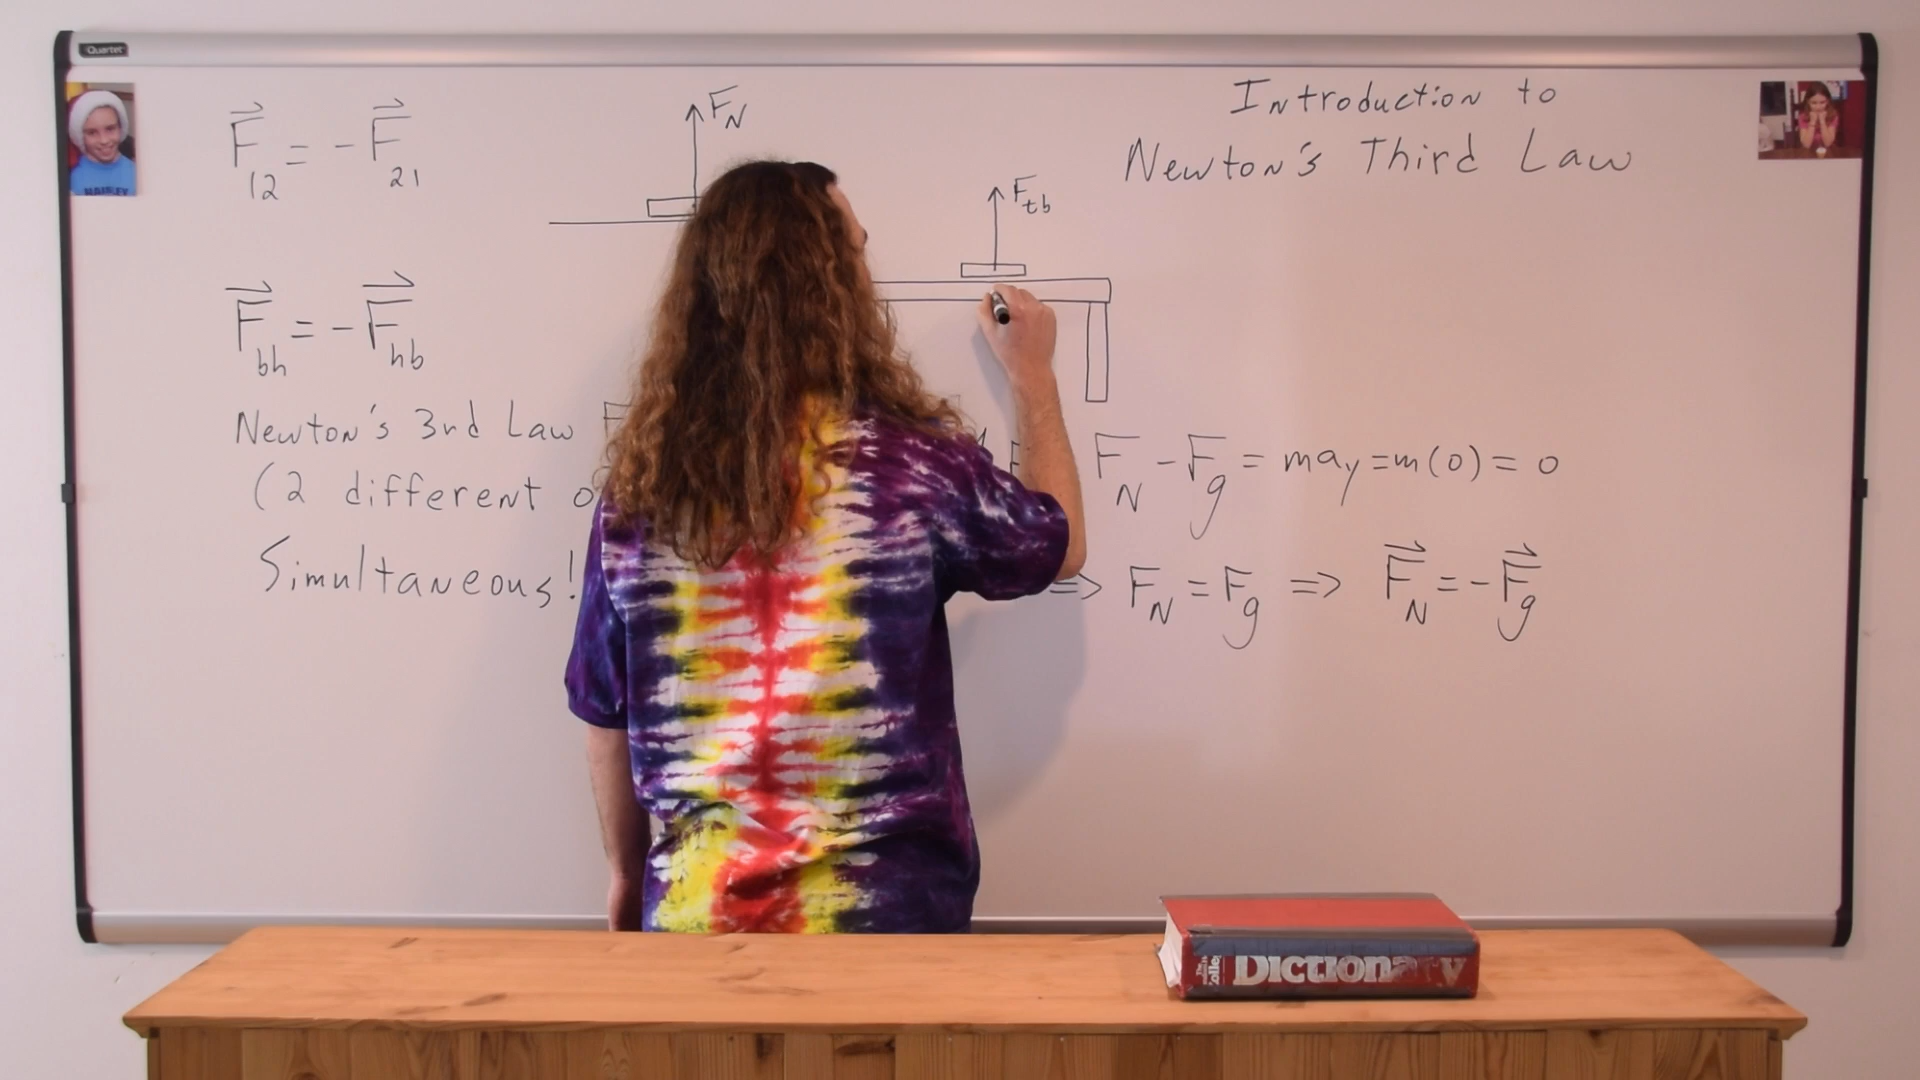 Quartet
F⃗12 = -F⃗21
FN
Introduction to
Newton's Third Law
Ftb
F⃗bh = -F⃗hb
Newton's 3rd Law F
(2 different o
Simultaneous!
FN - Fg = may = m(0) = 0
=> FN = Fg => F⃗N = -F⃗g
Dictionary